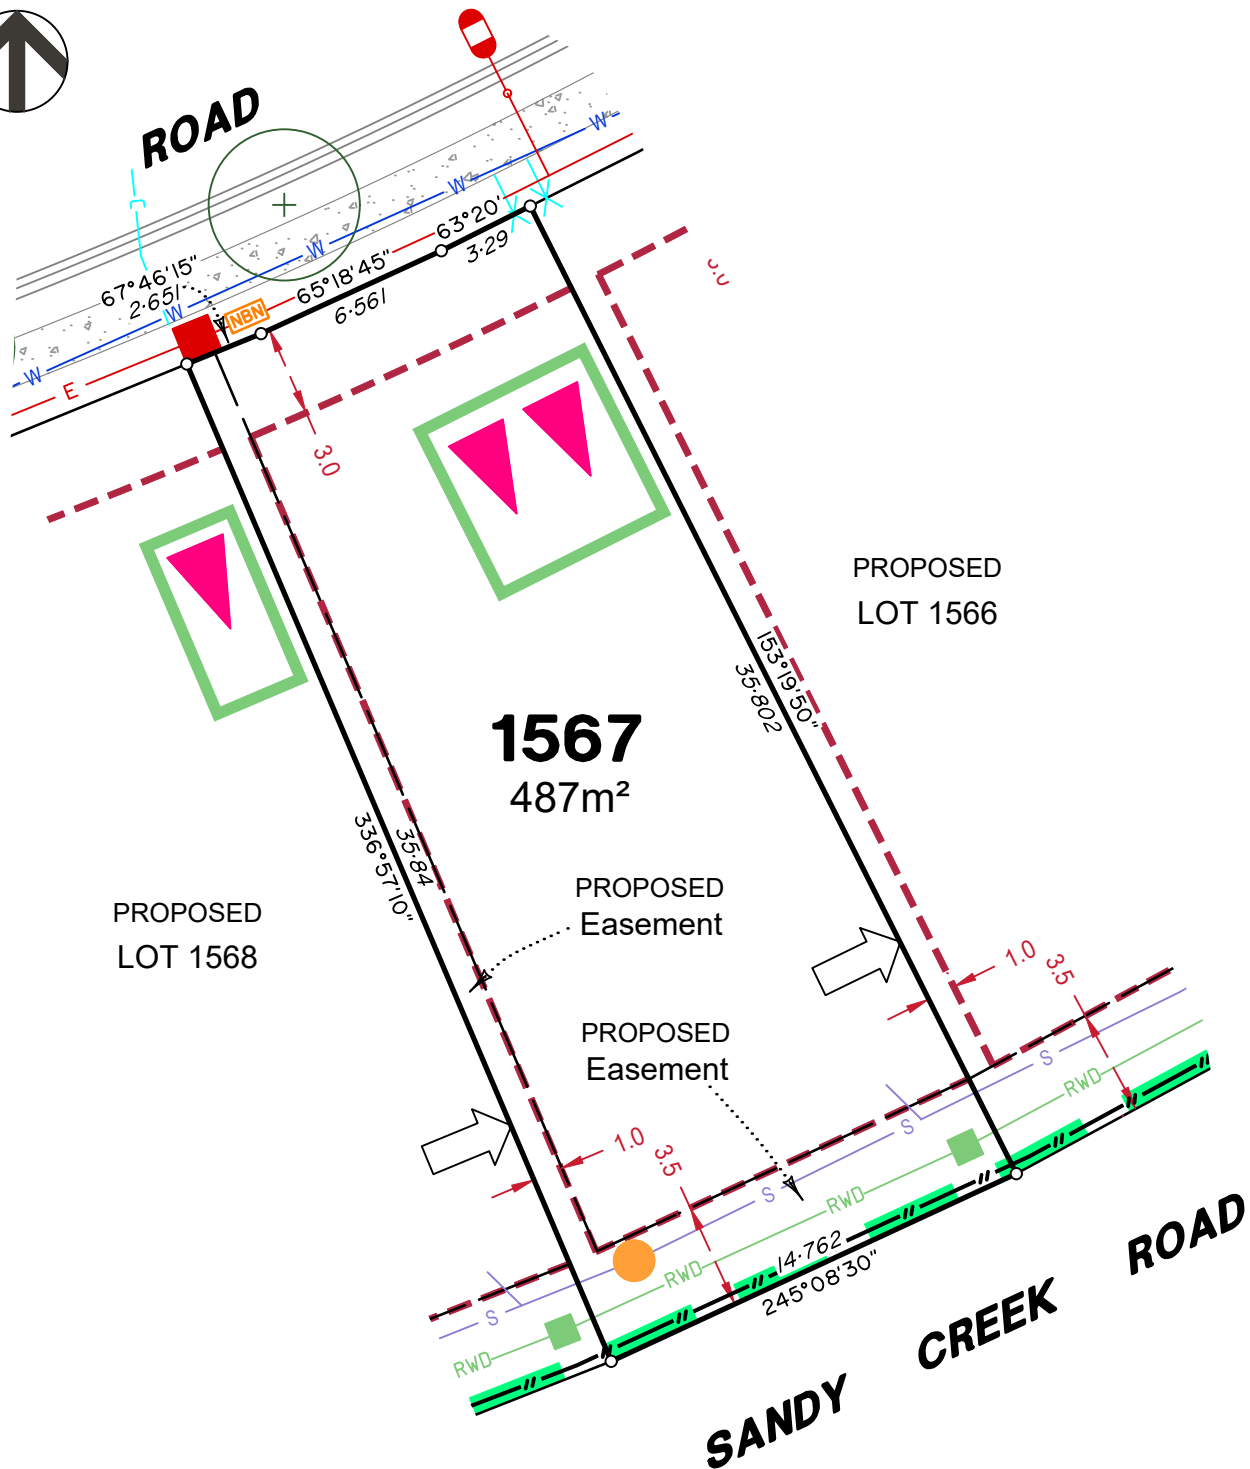 ROAD
W
W
W
W
W
E
67°46'15"
2·651
NBN
65°18'45"
6·561
63°20'
3·29
3.0
PROPOSED
LOT 1566
153°19'50"
35·802
1567
487m²
336°57'10"
35·84
PROPOSED
LOT 1568
PROPOSED
Easement
PROPOSED
Easement
1.0
3.5
1.0
3.5
S
S
S
S
RWD
RWD
RWD
RWD
14·762
245°08'30"
SANDY CREEK ROAD